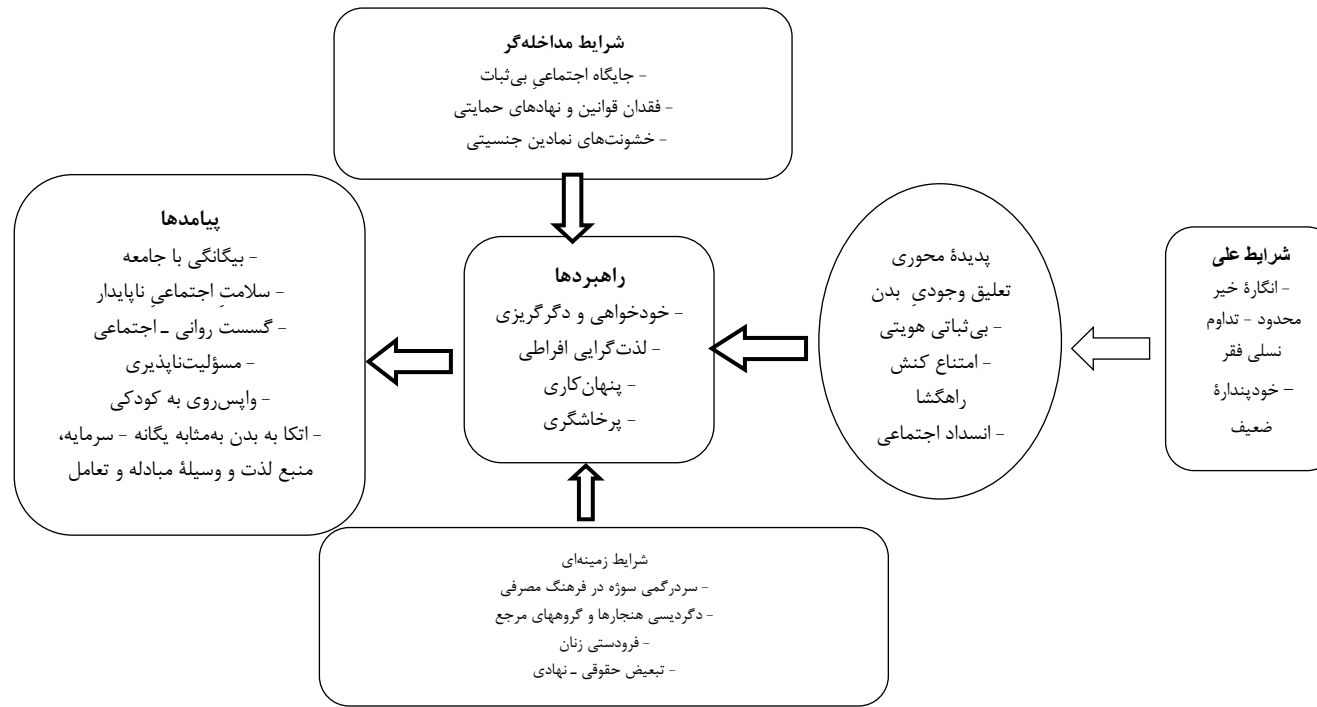 شرایط مداخله‌گر
- جایگاه اجتماعیِ بی‌ثبات
- فقدان قوانین و نهادهای حمایتی
- خشونت‌های نمادین جنسیتی
شرایط علی
- انگارهٔ خیر
محدود - تداوم
نسلی فقر
- خودپندارهٔ
ضعیف
پدیدهٔ محوری
تعلیق وجودیِ بدن
- بی‌ثباتی هویتی
- امتناع کنش
راهگشا
- انسداد اجتماعی
راهبردها
- خودخواهی و دگرگریزی
- لذت‌گرایی افراطی
- پنهان‌کاری
- پرخاشگری
پیامدها
- بیگانگی با جامعه
- سلامتِ اجتماعیِ ناپایدار
- گسست روانی ـ اجتماعی
- مسؤلیت‌ناپذیری
- واپس‌روی به کودکی
- اتکا به بدن به‌مثابه یگانه - سرمایه،
منبع لذت و وسیلهٔ مبادله و تعامل
شرایط زمینه‌ای
- سردرگمی سوژه در فرهنگ مصرفی
- دگردیسی هنجارها و گروههای مرجع
- فرودستی زنان
- تبعیض حقوقی ـ نهادی